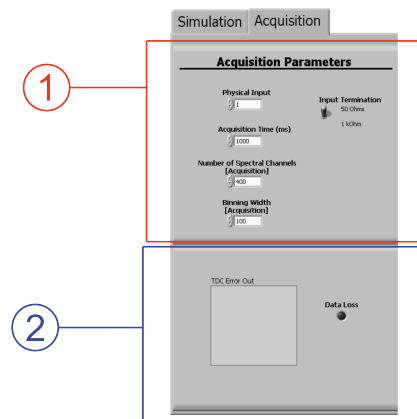 Simulation Acquisition
1
Acquisition Parameters
Physical Input
1
Input Termination
50 Ohms
1 kOhm
Acquisition Time (ms)
1000
Number of Spectral Channels
[Acquisition]
400
Binning Width
[Acquisition]
100
2
TDC Error Out
Data Loss